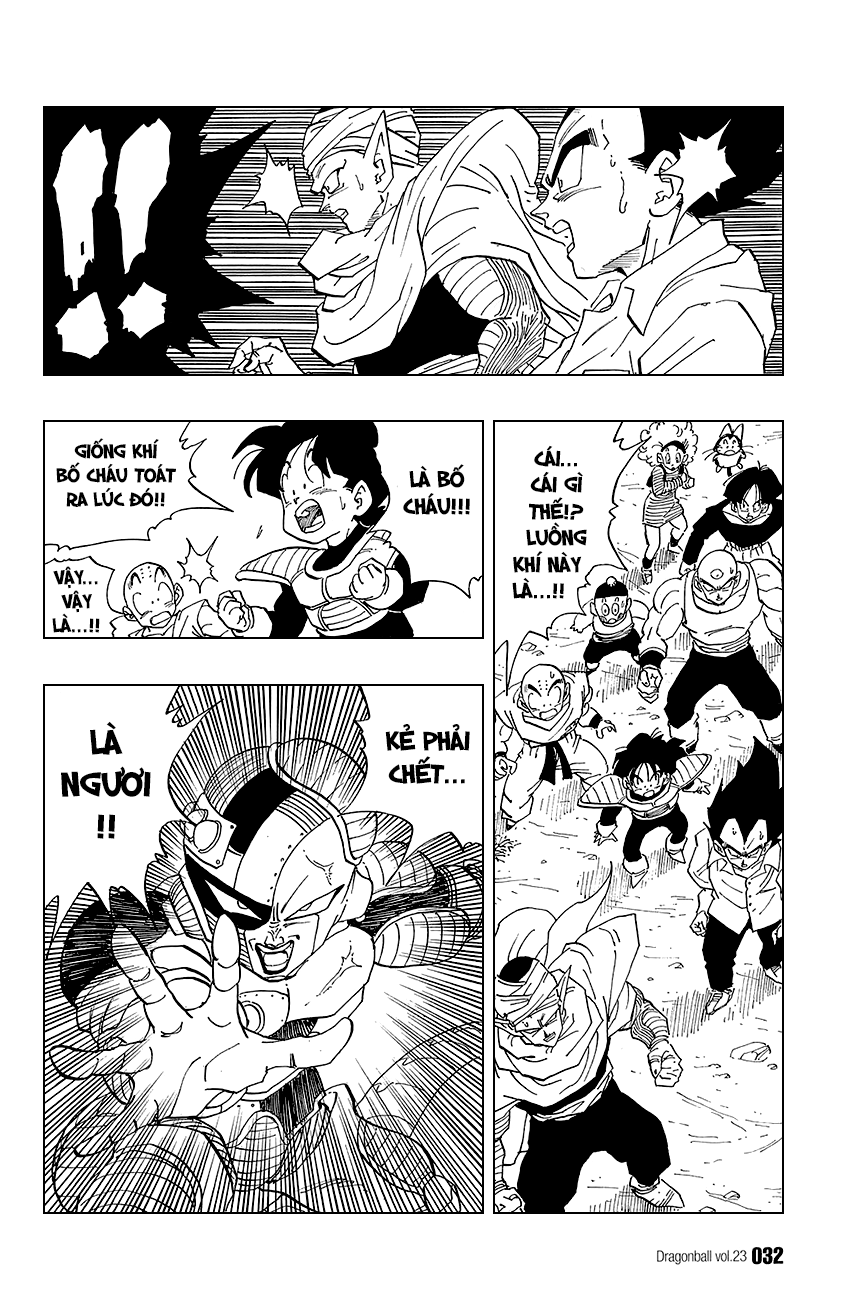 !!
CÁI...
CÁI GÌ
THẾ!?
LUỒNG
KHÍ NÀY
LÀ...!!
GIỐNG KHÍ
BỐ CHÁU TOÁT
RA LÚC ĐÓ!!
LÀ BỐ
CHÁU!!!
VẬY...
VẬY
LÀ...!!
KẺ PHẢI
CHẾT...
LÀ
NGƯƠI
!!
Dragonball vol.23 032